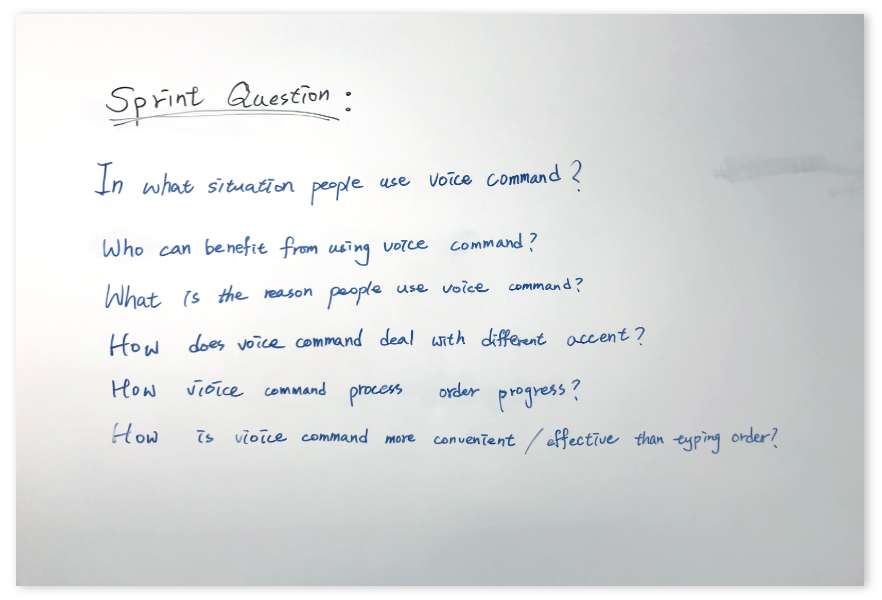 Sprint Question:
In what situation people use voice command?
Who can benefit from using voice command?
What is the reason people use voice command?
How does voice command deal with different accent?
How vioice command process order progress?
How is vioice command more convenient / effective than typing order?